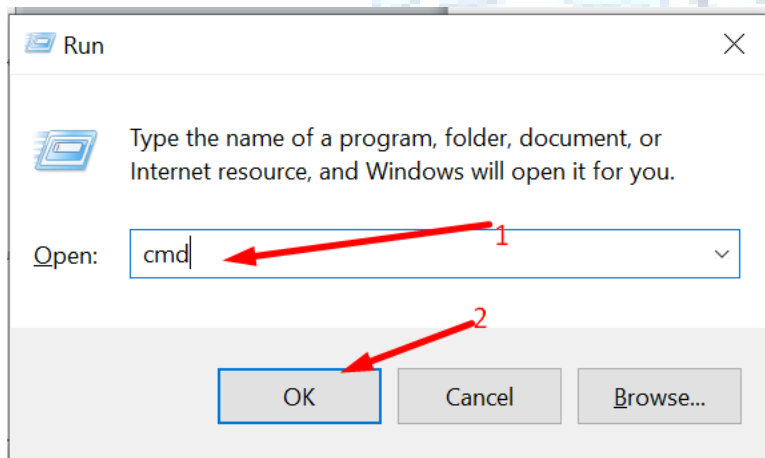 Run
Type the name of a program, folder, document, or
Internet resource, and Windows will open it for you.
Open: cmd
1
2
OK Cancel Browse...